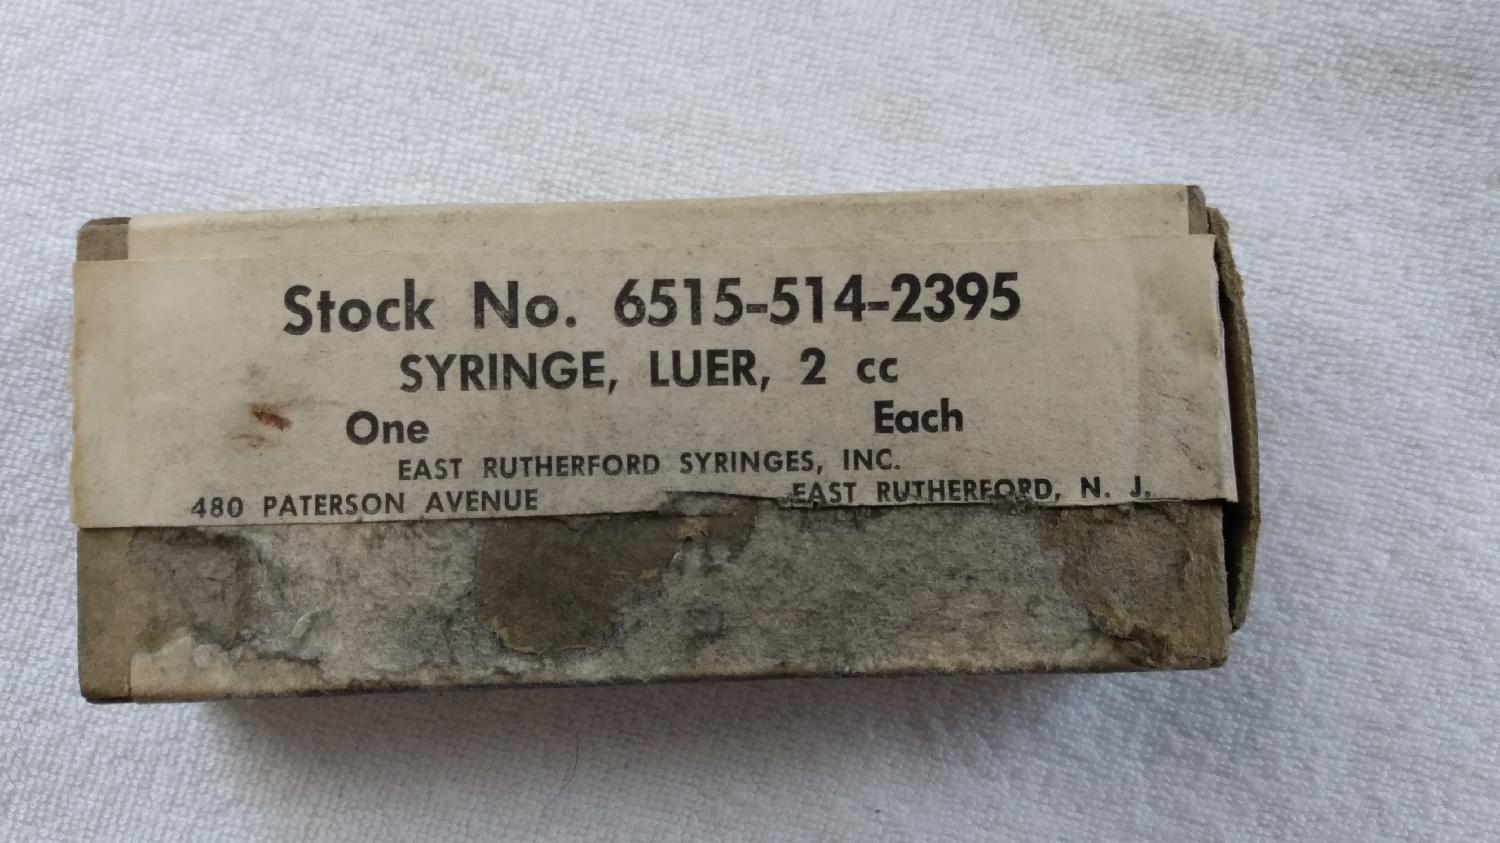 Stock No. 6515-514-2395
SYRINGE, LUER, 2 cc
One Each
EAST RUTHERFORD SYRINGES, INC.
480 PATERSON AVENUE EAST RUTHERFORD, N. J.